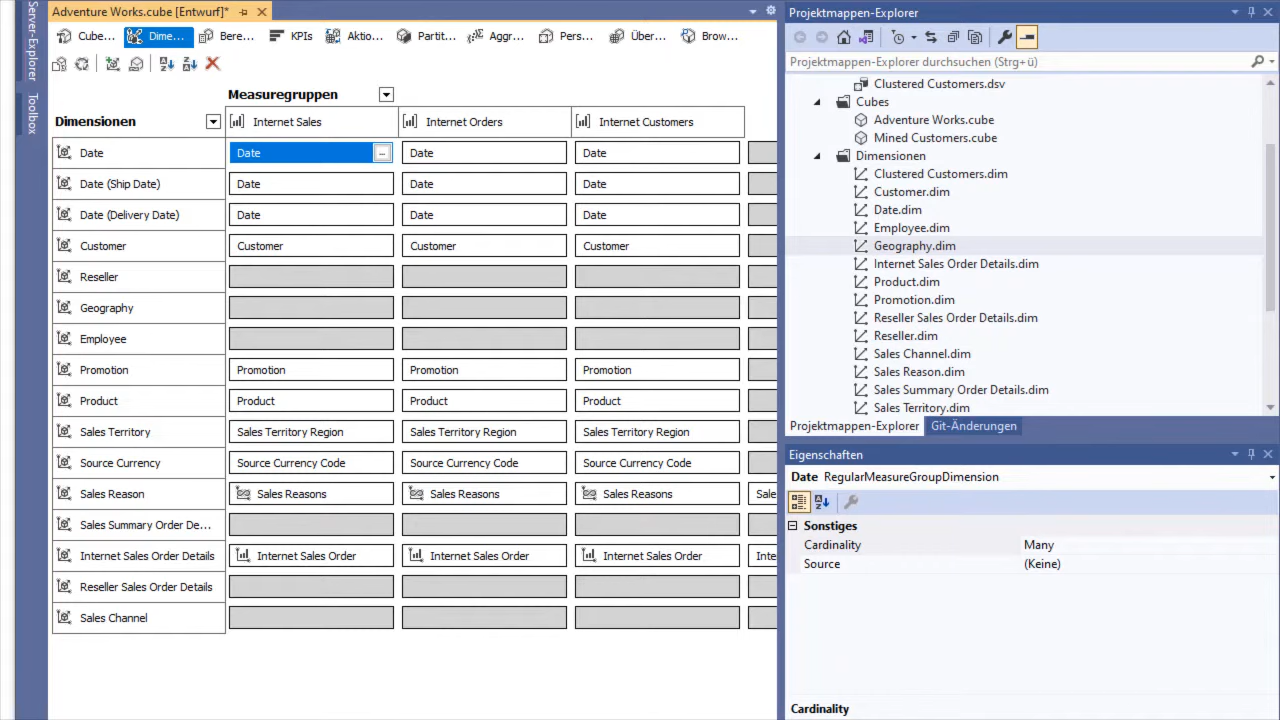 Server-Explorer
Toolbox
Adventure Works.cube [Entwurf]*
Cube...
Dime...
Bere...
KPIs
Aktio...
Partit...
Aggr...
Pers...
Über...
Brow...
Measuregruppen
Dimensionen
Internet Sales
Internet Orders
Internet Customers
Date
Date
...
Date
Date
Date (Ship Date)
Date
Date
Date
Date (Delivery Date)
Date
Date
Date
Customer
Customer
Customer
Customer
Reseller
Geography
Employee
Promotion
Promotion
Promotion
Promotion
Product
Product
Product
Product
Sales Territory
Sales Territory Region
Sales Territory Region
Sales Territory Region
Source Currency
Source Currency Code
Source Currency Code
Source Currency Code
Sales Reason
Sales Reasons
Sales Reasons
Sales Reasons
Sale
Sales Summary Order De...
Internet Sales Order Details
Internet Sales Order
Internet Sales Order
Internet Sales Order
Inte
Reseller Sales Order Details
Sales Channel
Projektmappen-Explorer
Projektmappen-Explorer durchsuchen (Strg+ü)
Clustered Customers.dsv
Cubes
Adventure Works.cube
Mined Customers.cube
Dimensionen
Clustered Customers.dim
Customer.dim
Date.dim
Employee.dim
Geography.dim
Internet Sales Order Details.dim
Product.dim
Promotion.dim
Reseller Sales Order Details.dim
Reseller.dim
Sales Channel.dim
Sales Reason.dim
Sales Summary Order Details.dim
Sales Territory.dim
Projektmappen-Explorer
Git-Änderungen
Eigenschaften
Date RegularMeasureGroupDimension
Sonstiges
Cardinality
Many
Source
(Keine)
Cardinality